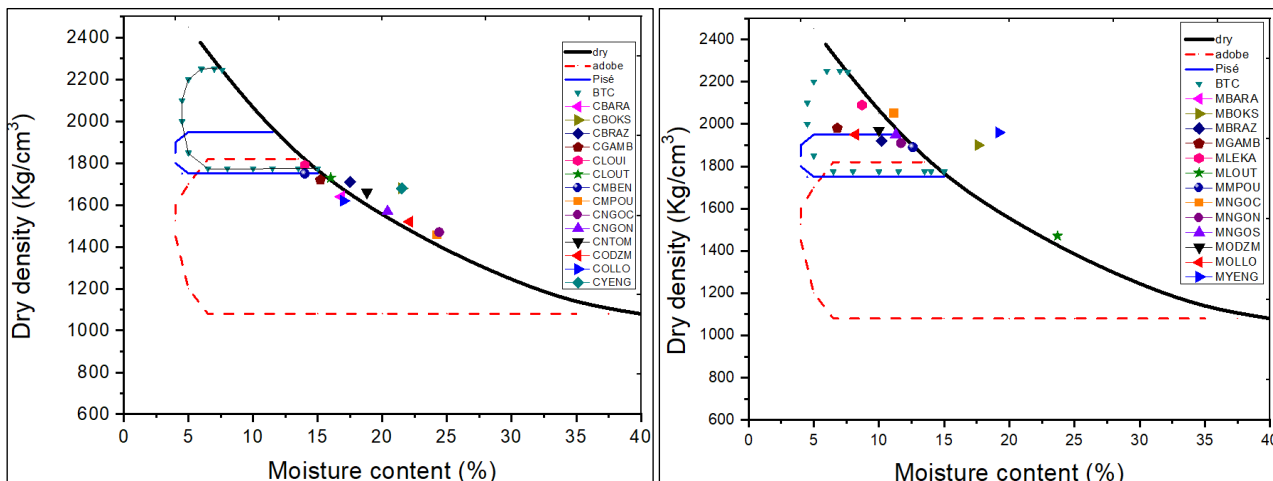 2400
2200
2000
1800
1600
1400
1200
1000
800
600
Dry density (Kg/cm³)
0 5 10 15 20 25 30 35 40
Moisture content (%)
dry
adobe
Pisé
BTC
CBARA
CBOKS
CBRAZ
CGAMB
CLOUI
CLOUT
CMBEN
CMPOU
CNGOC
CNGON
CNTOM
CODZM
COLLO
CYENG
2400
2200
2000
1800
1600
1400
1200
1000
800
600
Dry density (Kg/cm³)
0 5 10 15 20 25 30 35 40
Moisture content (%)
dry
adobe
Pisé
BTC
MBARA
MBOKS
MBRAZ
MGAMB
MLEKA
MLOUT
MMPOU
MNGOC
MNGON
MNGOS
MODZM
MOLLO
MYENG